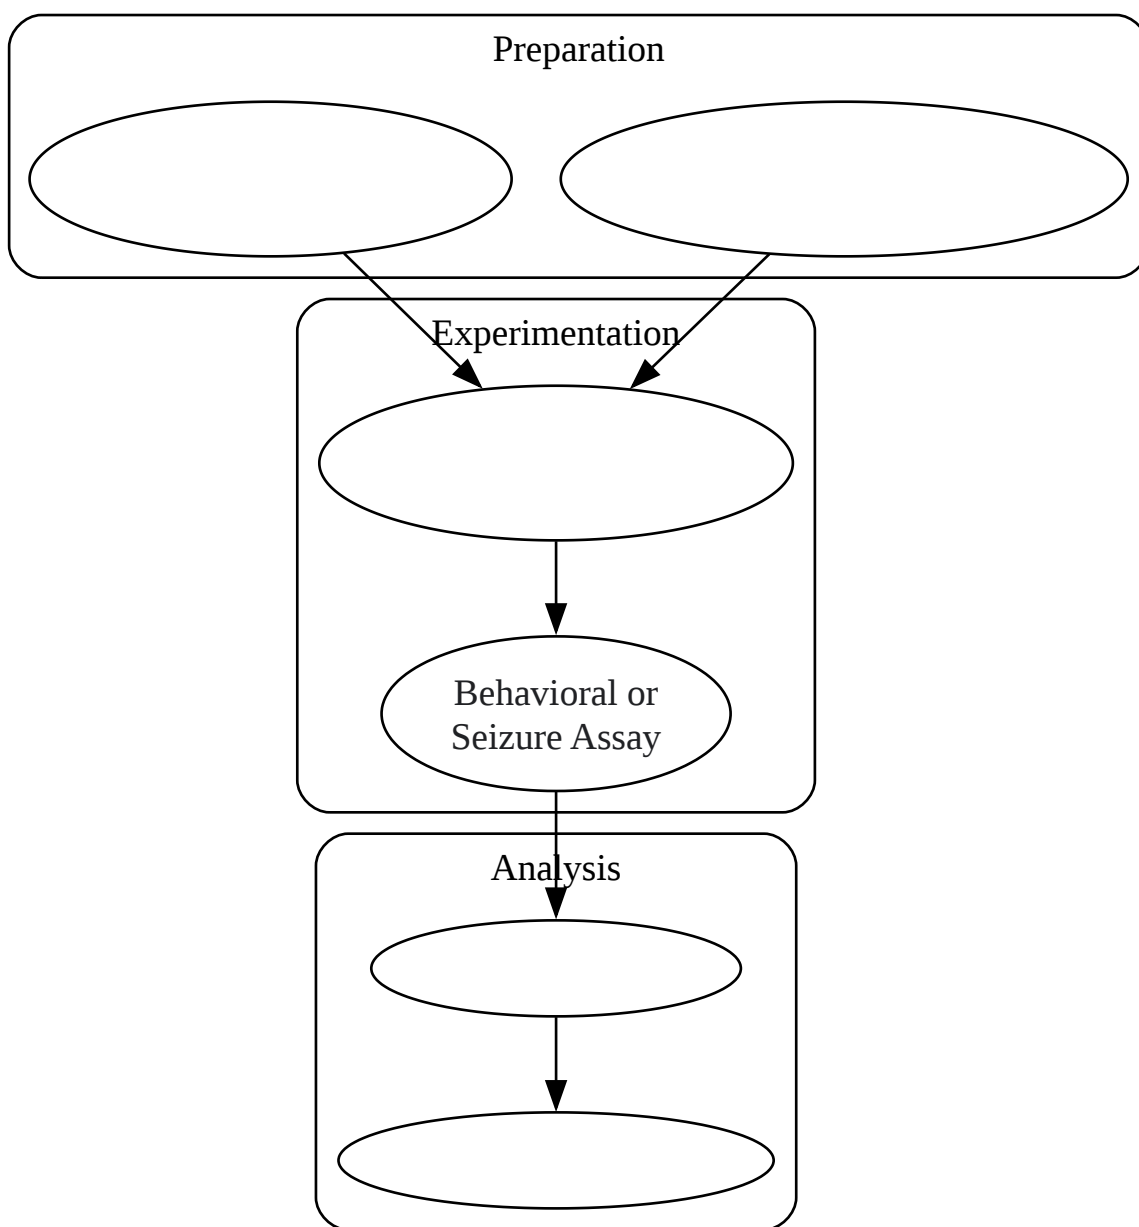 Preparation
Experimentation
Behavioral or
Seizure Assay
Analysis